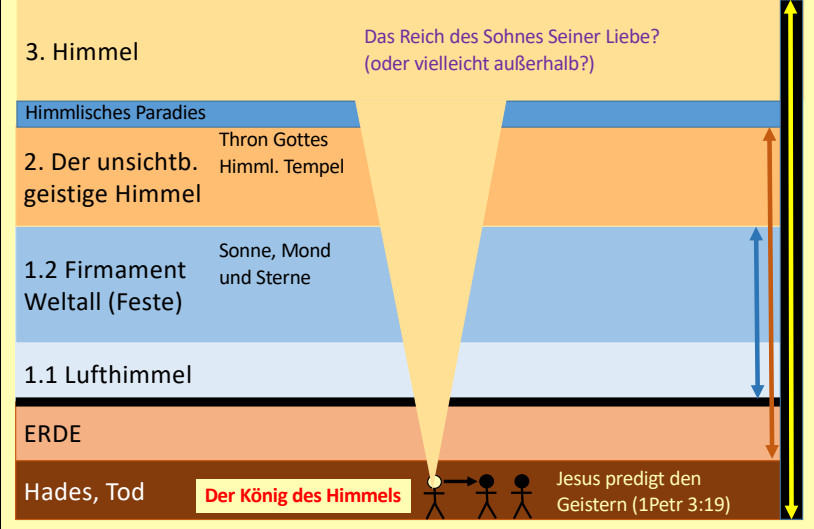 3. Himmel
Das Reich des Sohnes Seiner Liebe?
(oder vielleicht außerhalb?)
Himmlisches Paradies
2. Der unsichtb.
geistige Himmel
Thron Gottes
Himml. Tempel
1.2 Firmament
Weltall (Feste)
Sonne, Mond
und Sterne
1.1 Lufthimmel
ERDE
Hades, Tod
Der König des Himmels
Jesus predigt den
Geistern (1Petr 3:19)